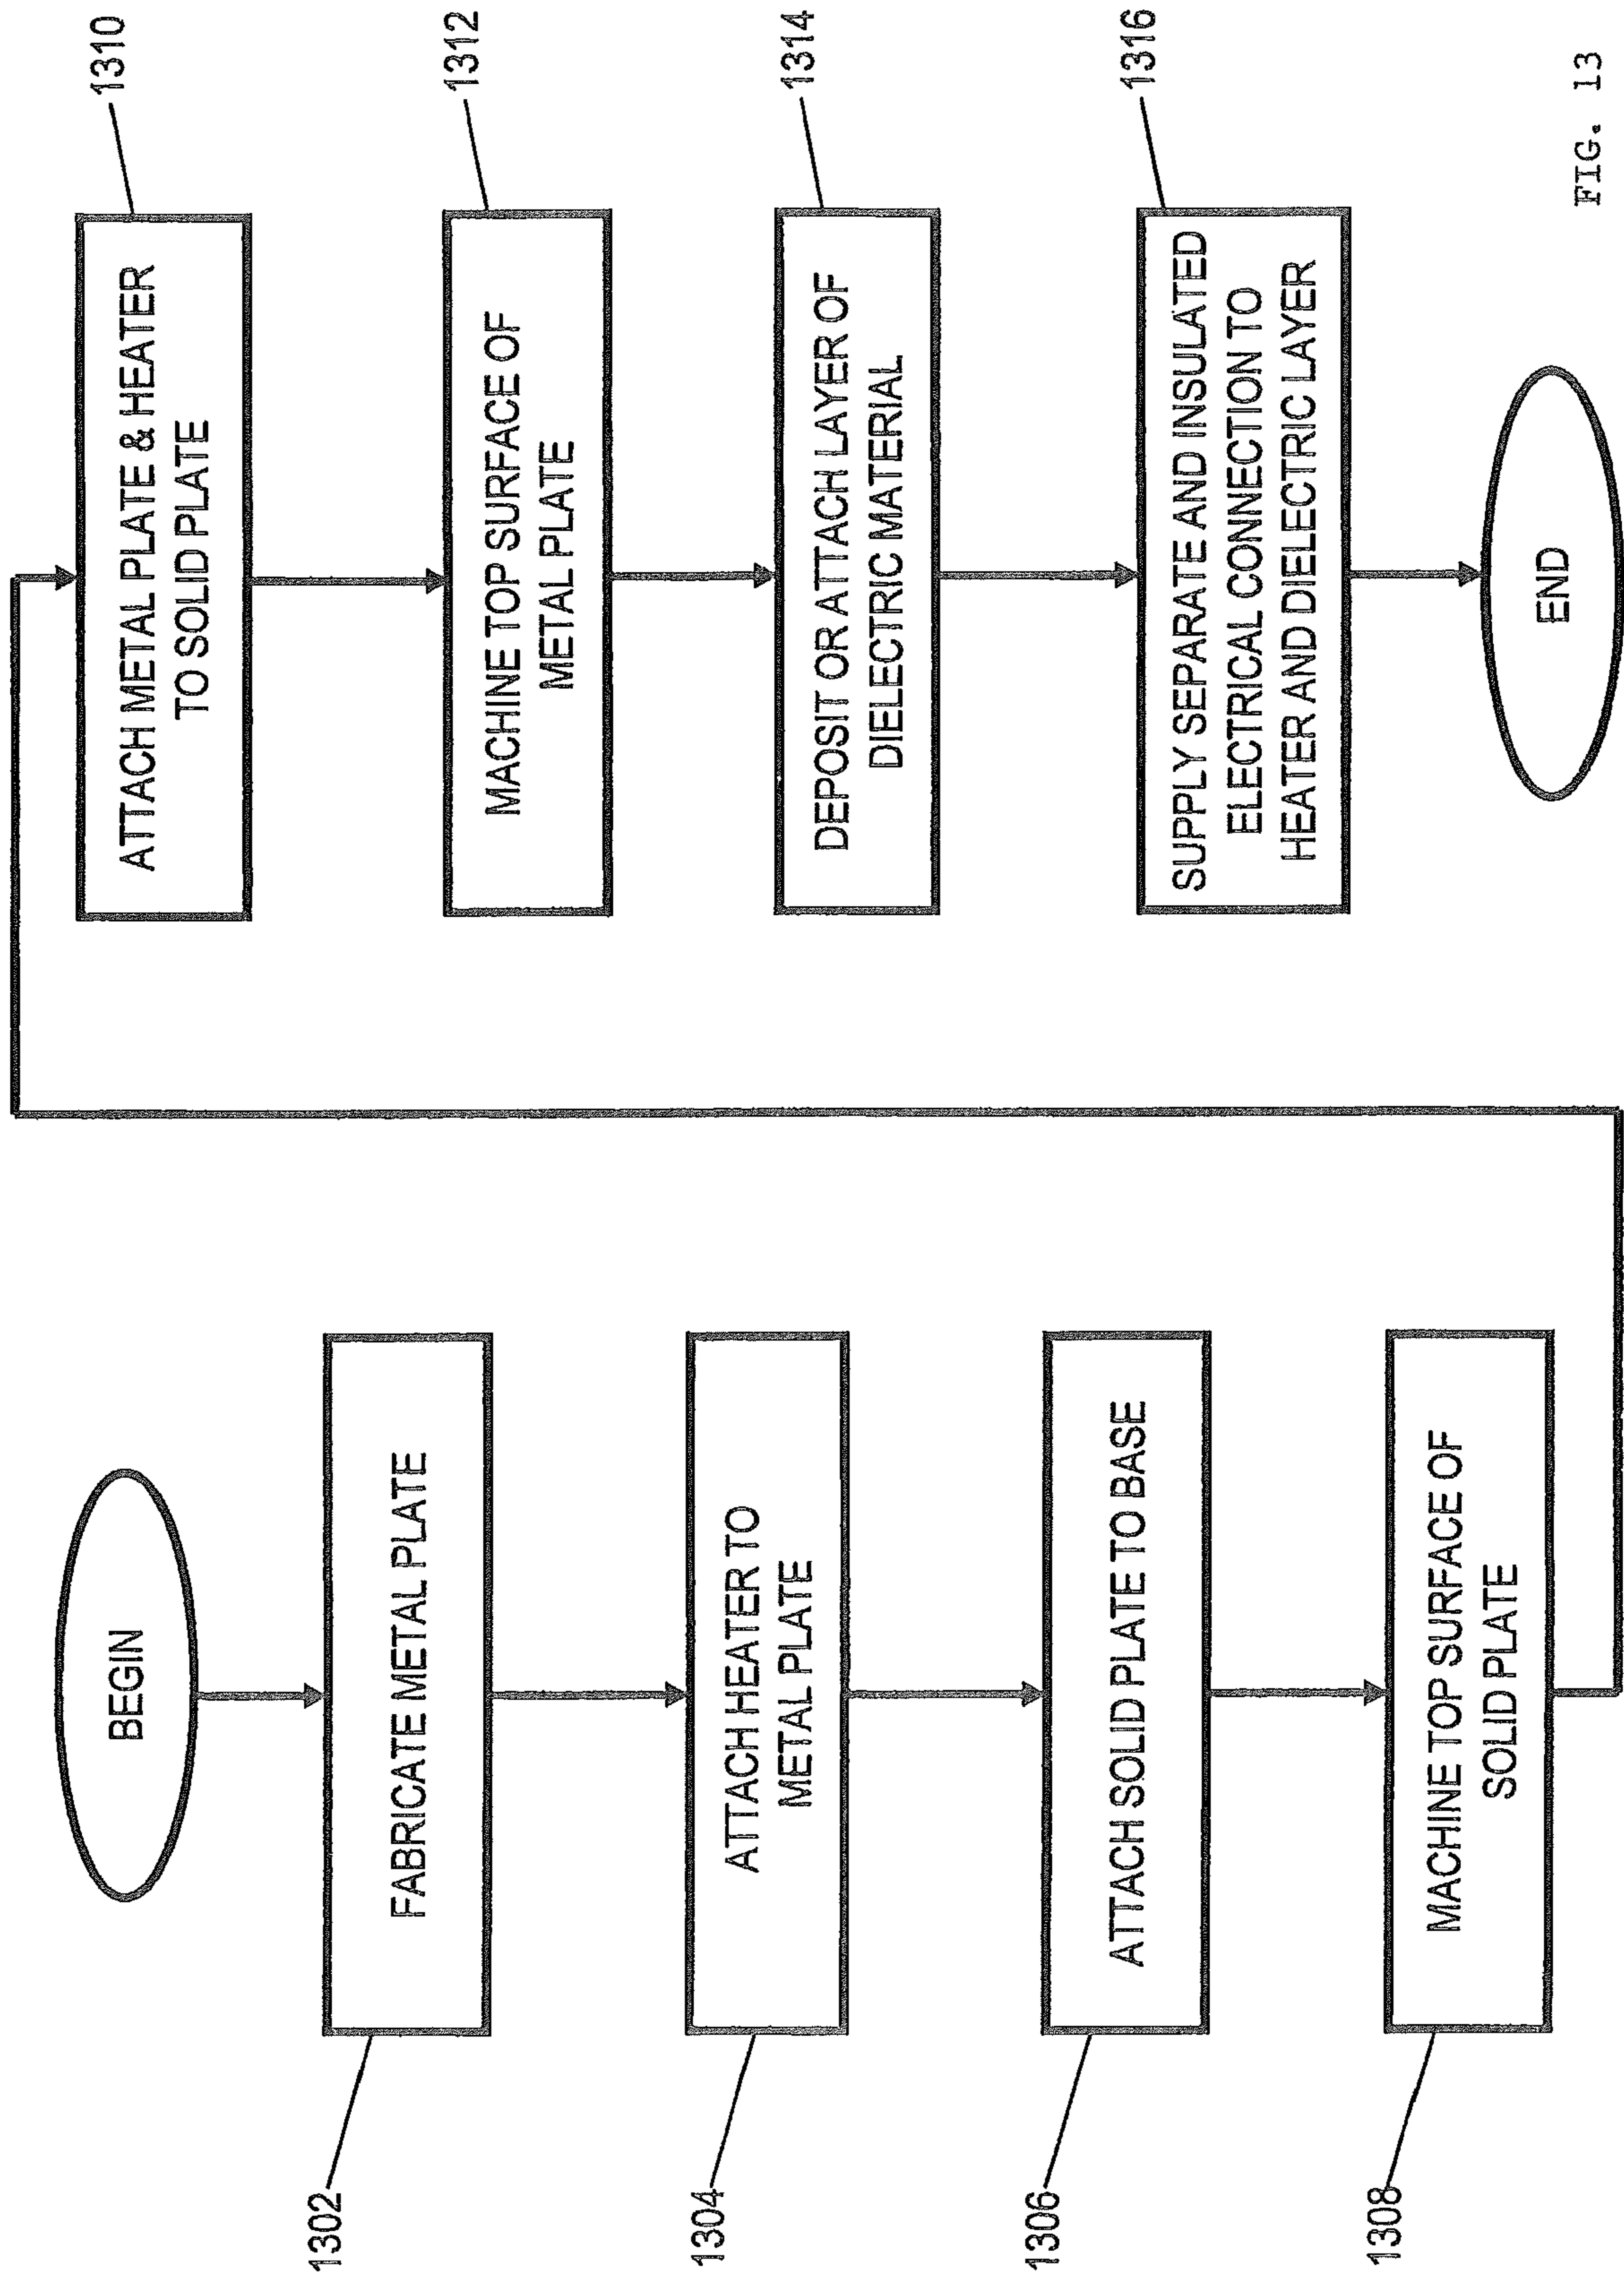 BEGIN
1302
FABRICATE METAL PLATE
1304
ATTACH HEATER TO
METAL PLATE
1306
ATTACH SOLID PLATE TO BASE
1308
MACHINE TOP SURFACE OF
SOLID PLATE
1310
ATTACH METAL PLATE & HEATER
TO SOLID PLATE
1312
MACHINE TOP SURFACE OF
METAL PLATE
1314
DEPOSIT OR ATTACH LAYER OF
DIELECTRIC MATERIAL
1316
SUPPLY SEPARATE AND INSULATED
ELECTRICAL CONNECTION TO
HEATER AND DIELECTRIC LAYER
END
FIG. 13